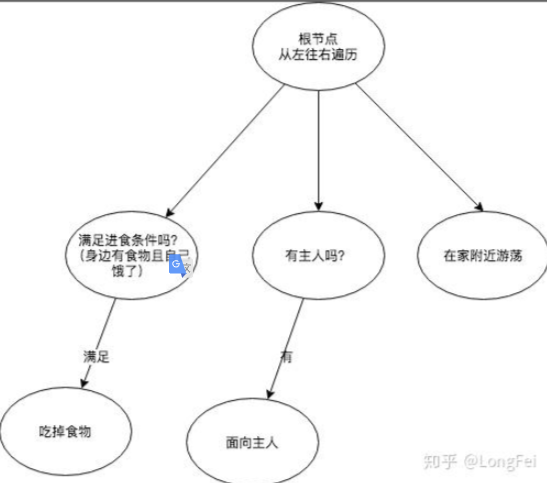 根节点
从左往右遍历
满足进食条件吗?
(身边有食物且自己
饿了)
有主人吗?
在家附近游荡
满足
有
吃掉食物
面向主人
知乎 @LongFei